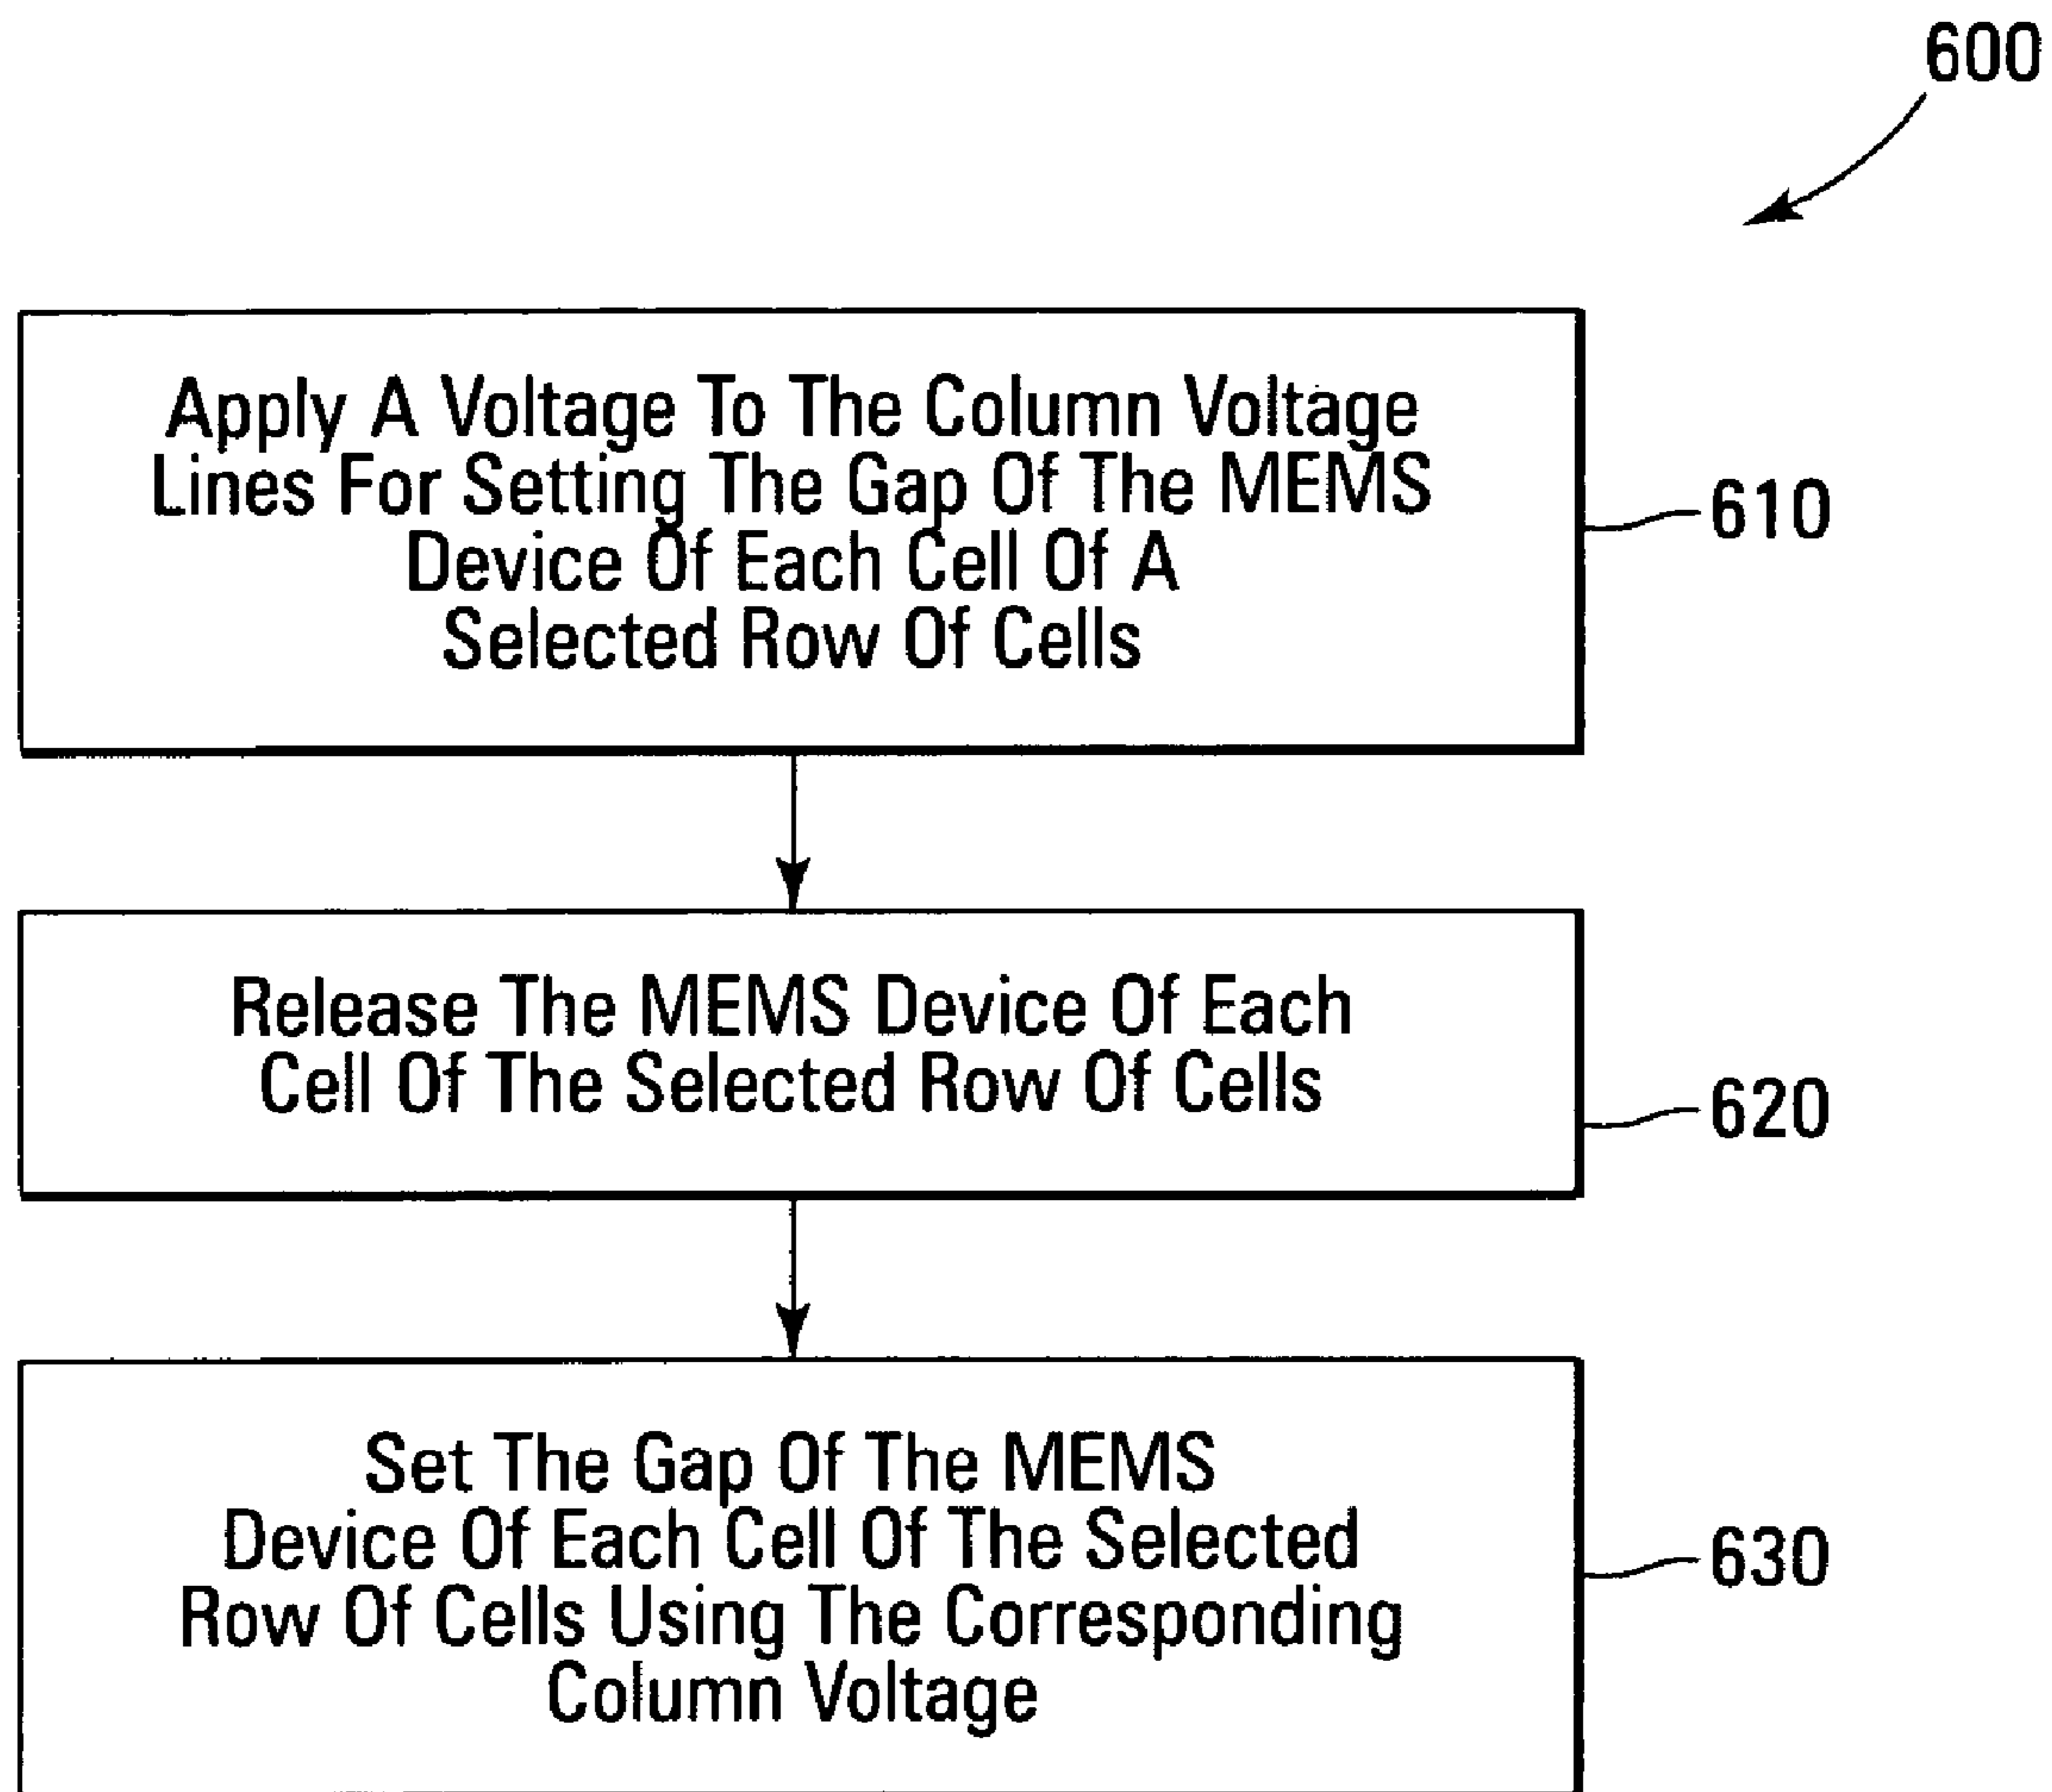 600
Apply A Voltage To The Column Voltage
Lines For Setting The Gap Of The MEMS
Device Of Each Cell Of A
Selected Row Of Cells
610
Release The MEMS Device Of Each
Cell Of The Selected Row Of Cells
620
Set The Gap Of The MEMS
Device Of Each Cell Of The Selected
Row Of Cells Using The Corresponding
Column Voltage
630